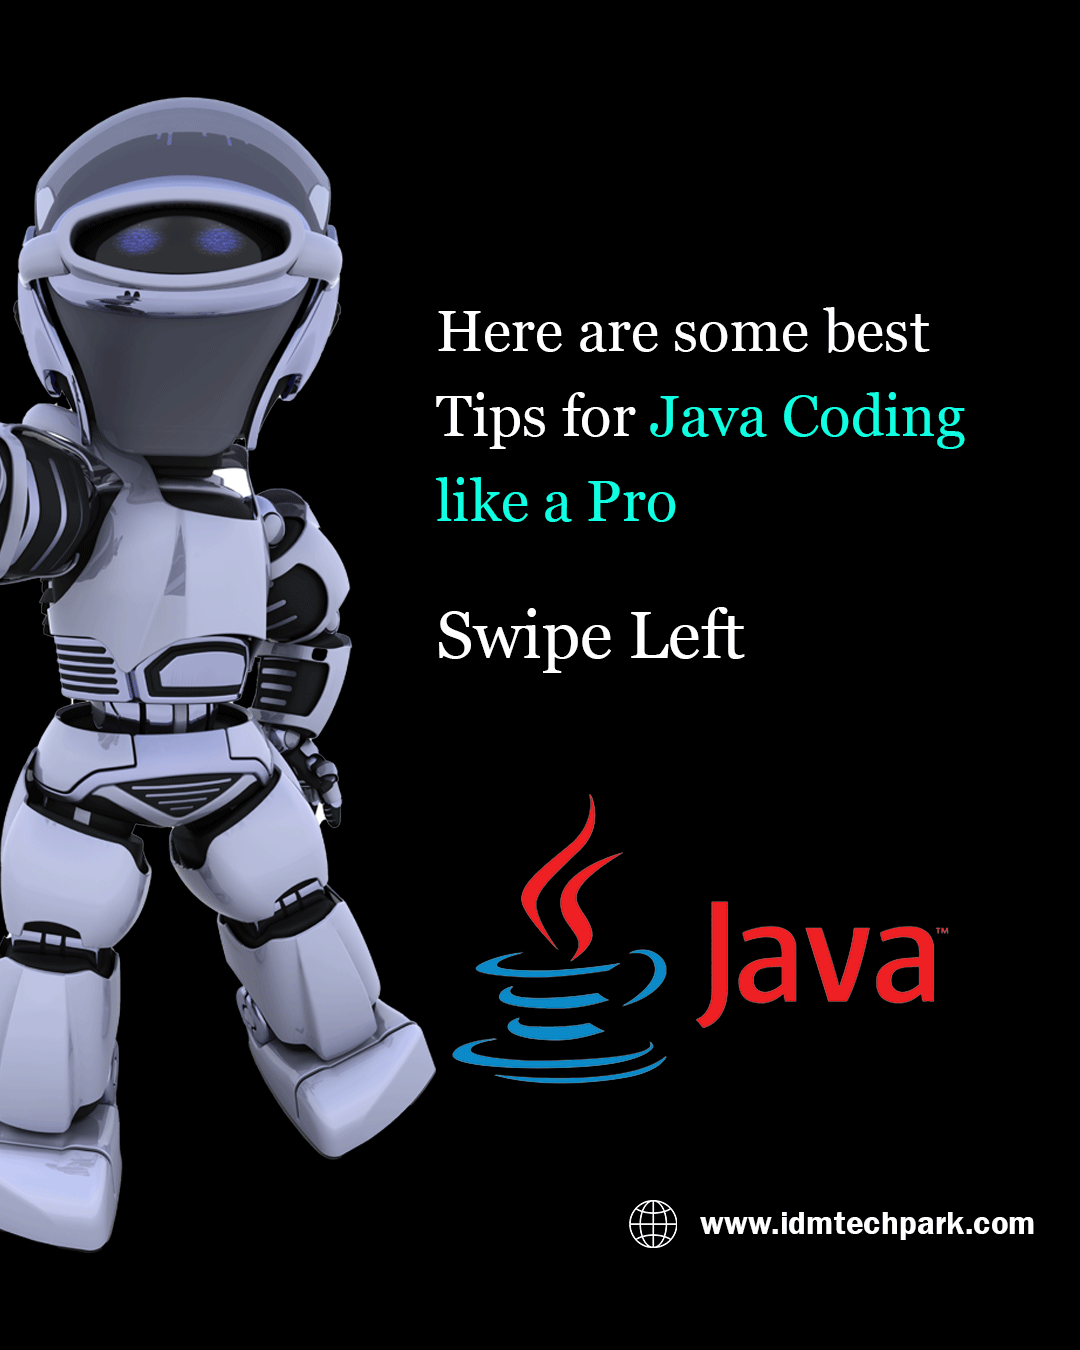 Here are some best
Tips for Java Coding
like a Pro
Swipe Left
Java™
www.idmtechpark.com